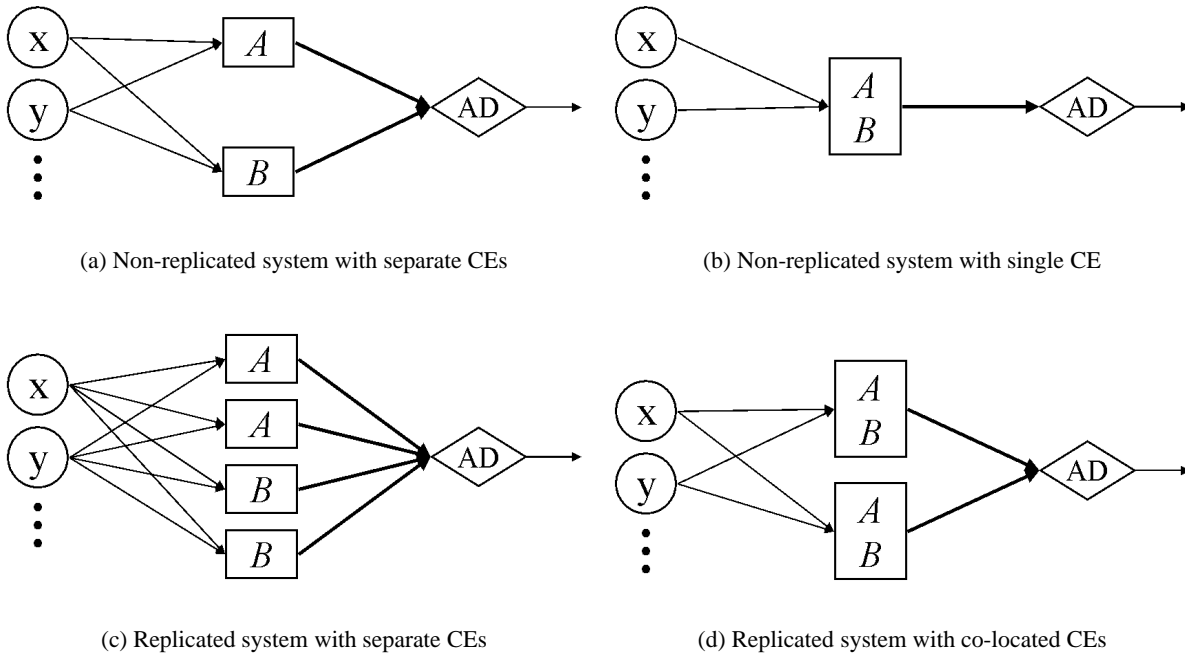 x
A
y
AD
B
(a) Non-replicated system with separate CEs
x
A
y
AD
B
(b) Non-replicated system with single CE
A
x
A
y
AD
B
B
(c) Replicated system with separate CEs
A
x
B
AD
y
A
B
(d) Replicated system with co-located CEs